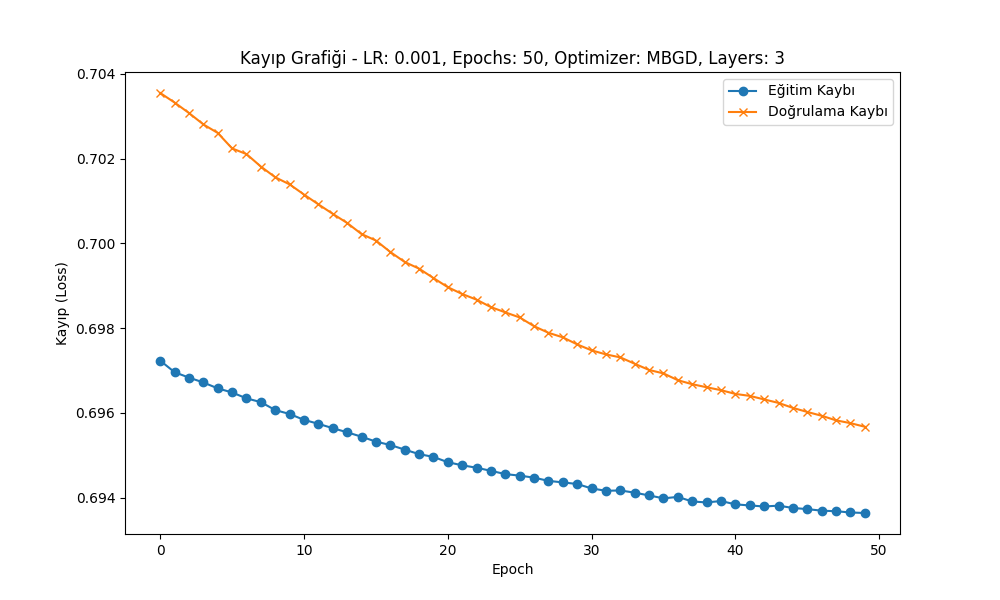 Kayıp Grafiği - LR: 0.001, Epochs: 50, Optimizer: MBGD, Layers: 3
Eğitim Kaybı
Doğrulama Kaybı
Kayıp (Loss)
0.704
0.702
0.700
0.698
0.696
0.694
0 10 20 30 40 50
Epoch